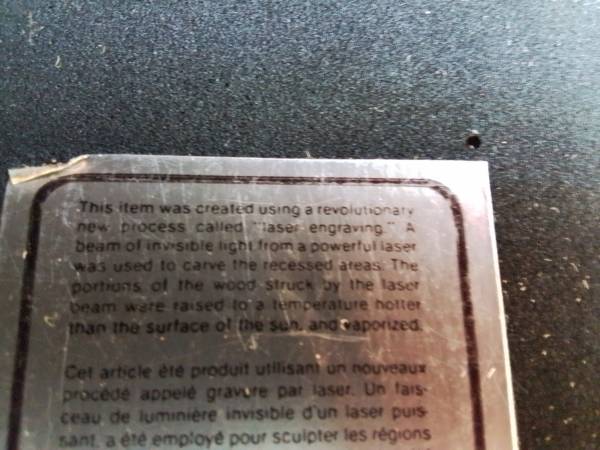 This item was created using a revolutionary
new process called "laser engraving." A
beam of invisible light from a powerful laser
was used to carve the recessed areas. The
portions of the wood struck by the laser
beam were raised to a temperature hotter
than the surface of the sun, and vaporized.
Cet article été produit utilisant un nouveaux
procédé appelé gravure par laser. Un fais-
ceau de luminière invisible d'un laser puis-
sant, a été employé pour sculpter les régions